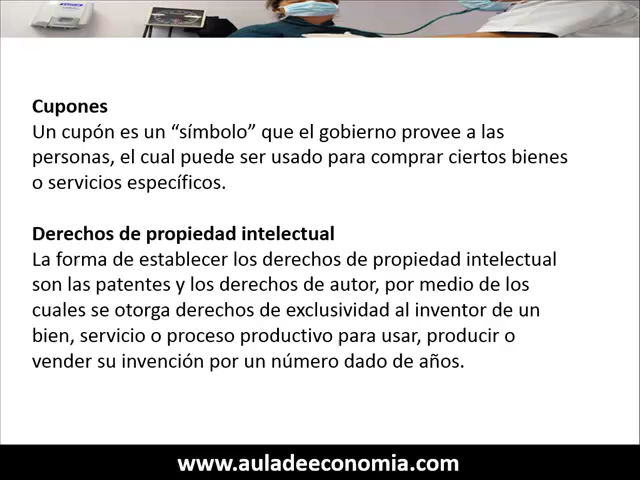 Cupones
Un cupón es un “símbolo” que el gobierno provee a las
personas, el cual puede ser usado para comprar ciertos bienes
o servicios específicos.
Derechos de propiedad intelectual
La forma de establecer los derechos de propiedad intelectual
son las patentes y los derechos de autor, por medio de los
cuales se otorga derechos de exclusividad al inventor de un
bien, servicio o proceso productivo para usar, producir o
vender su invención por un número dado de años.
www.auladeeconomia.com